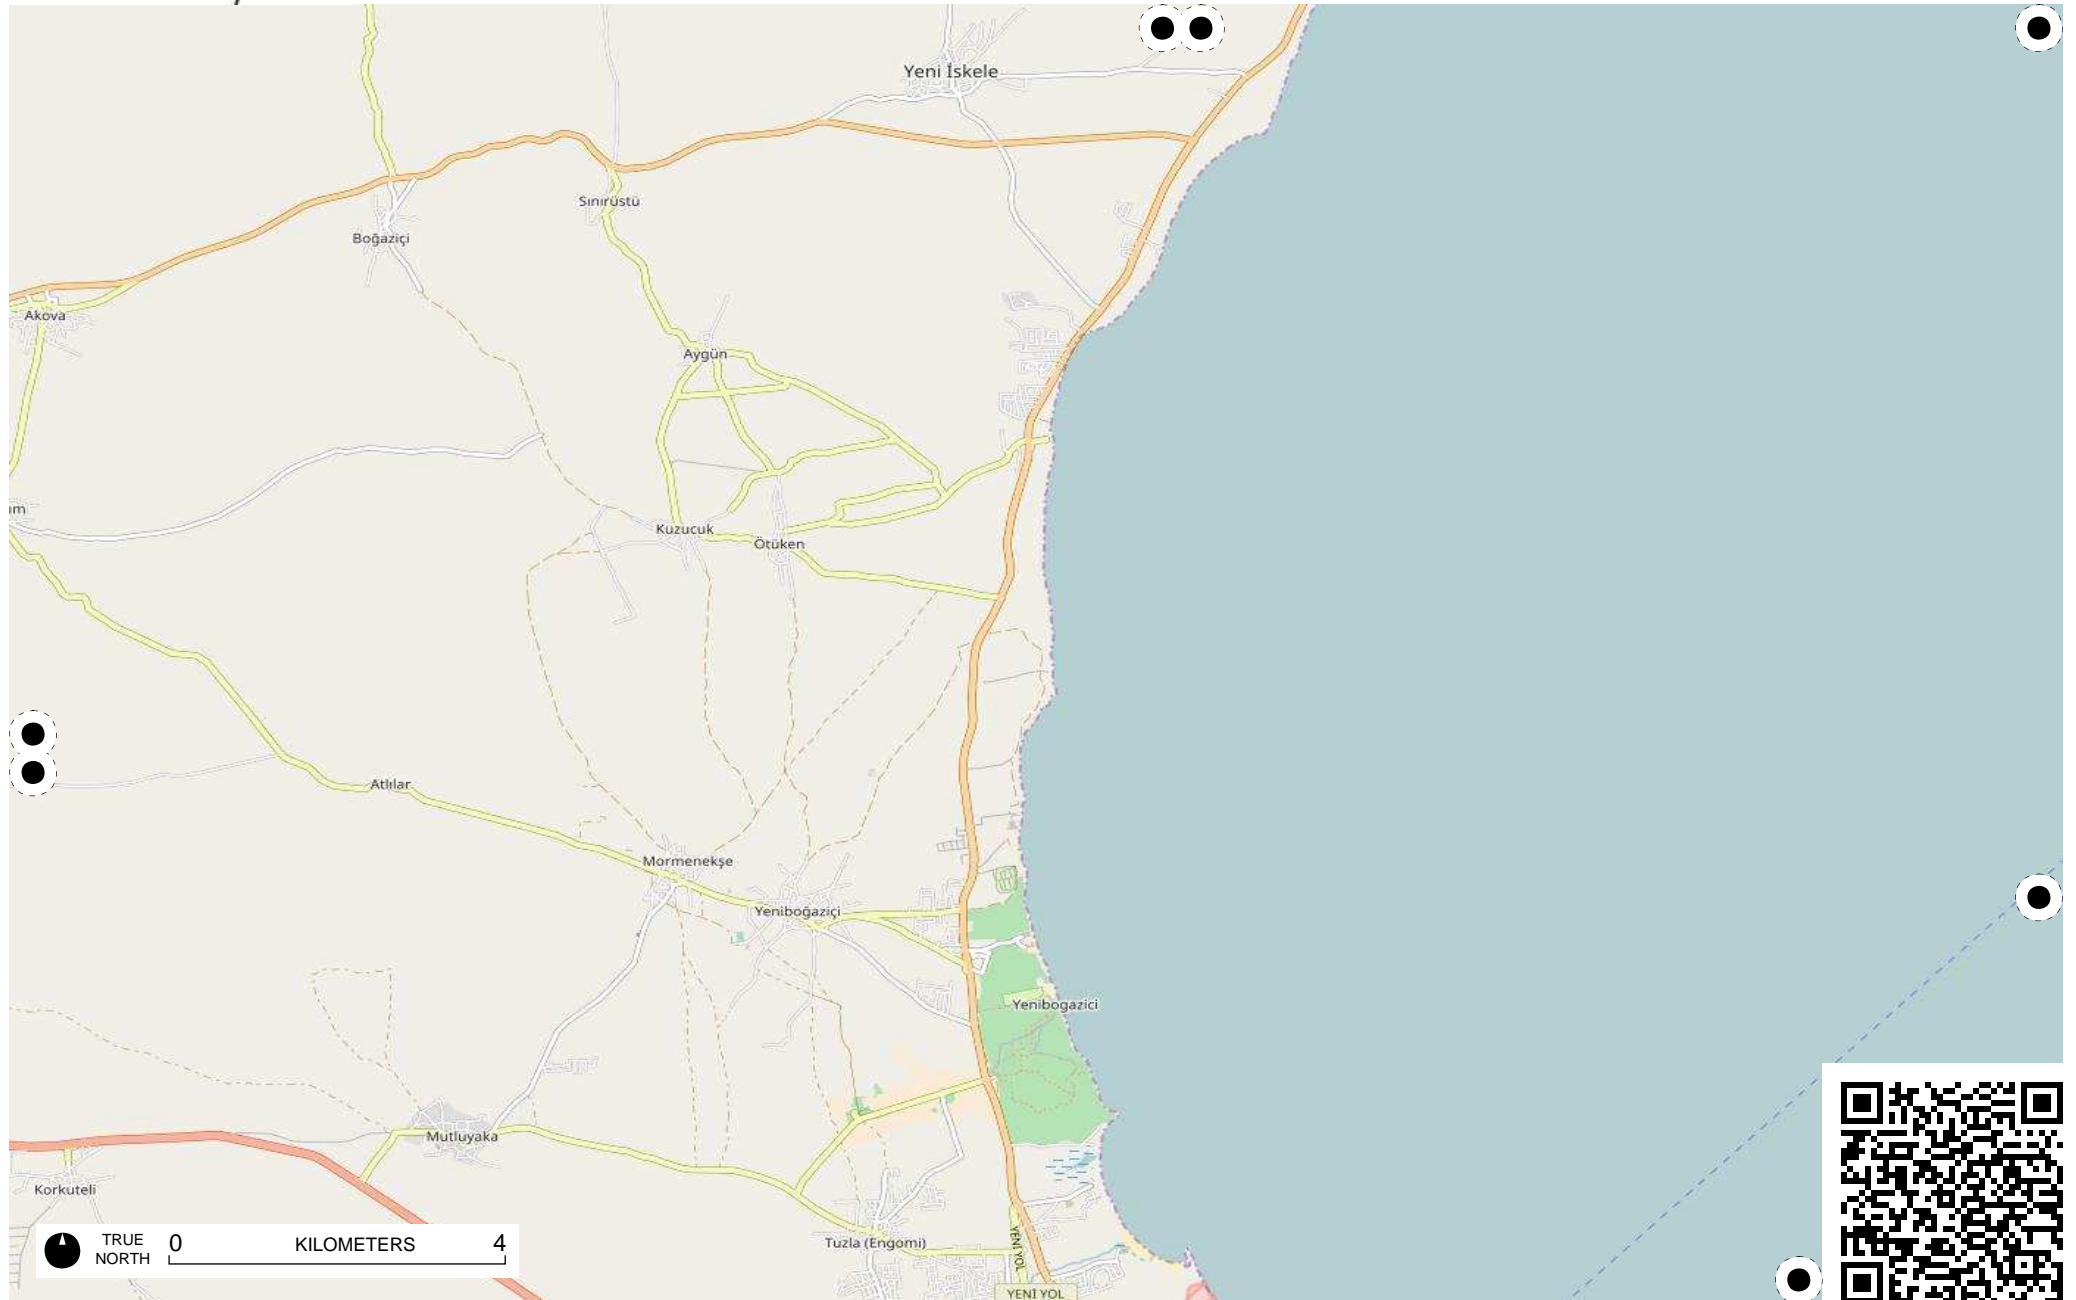 Yeni İskele
Sınırüstü
Boğaziçi
Akova
Aygün
ım
Kuzucuk
Ötüken
Atlılar
Mormenekşe
Yeniboğaziçi
Yenibogazici
Mutluyaka
Korkuteli
Tuzla (Engomi)
YENİ YOL
YENİ YOL
TRUE
NORTH
0 KILOMETERS 4